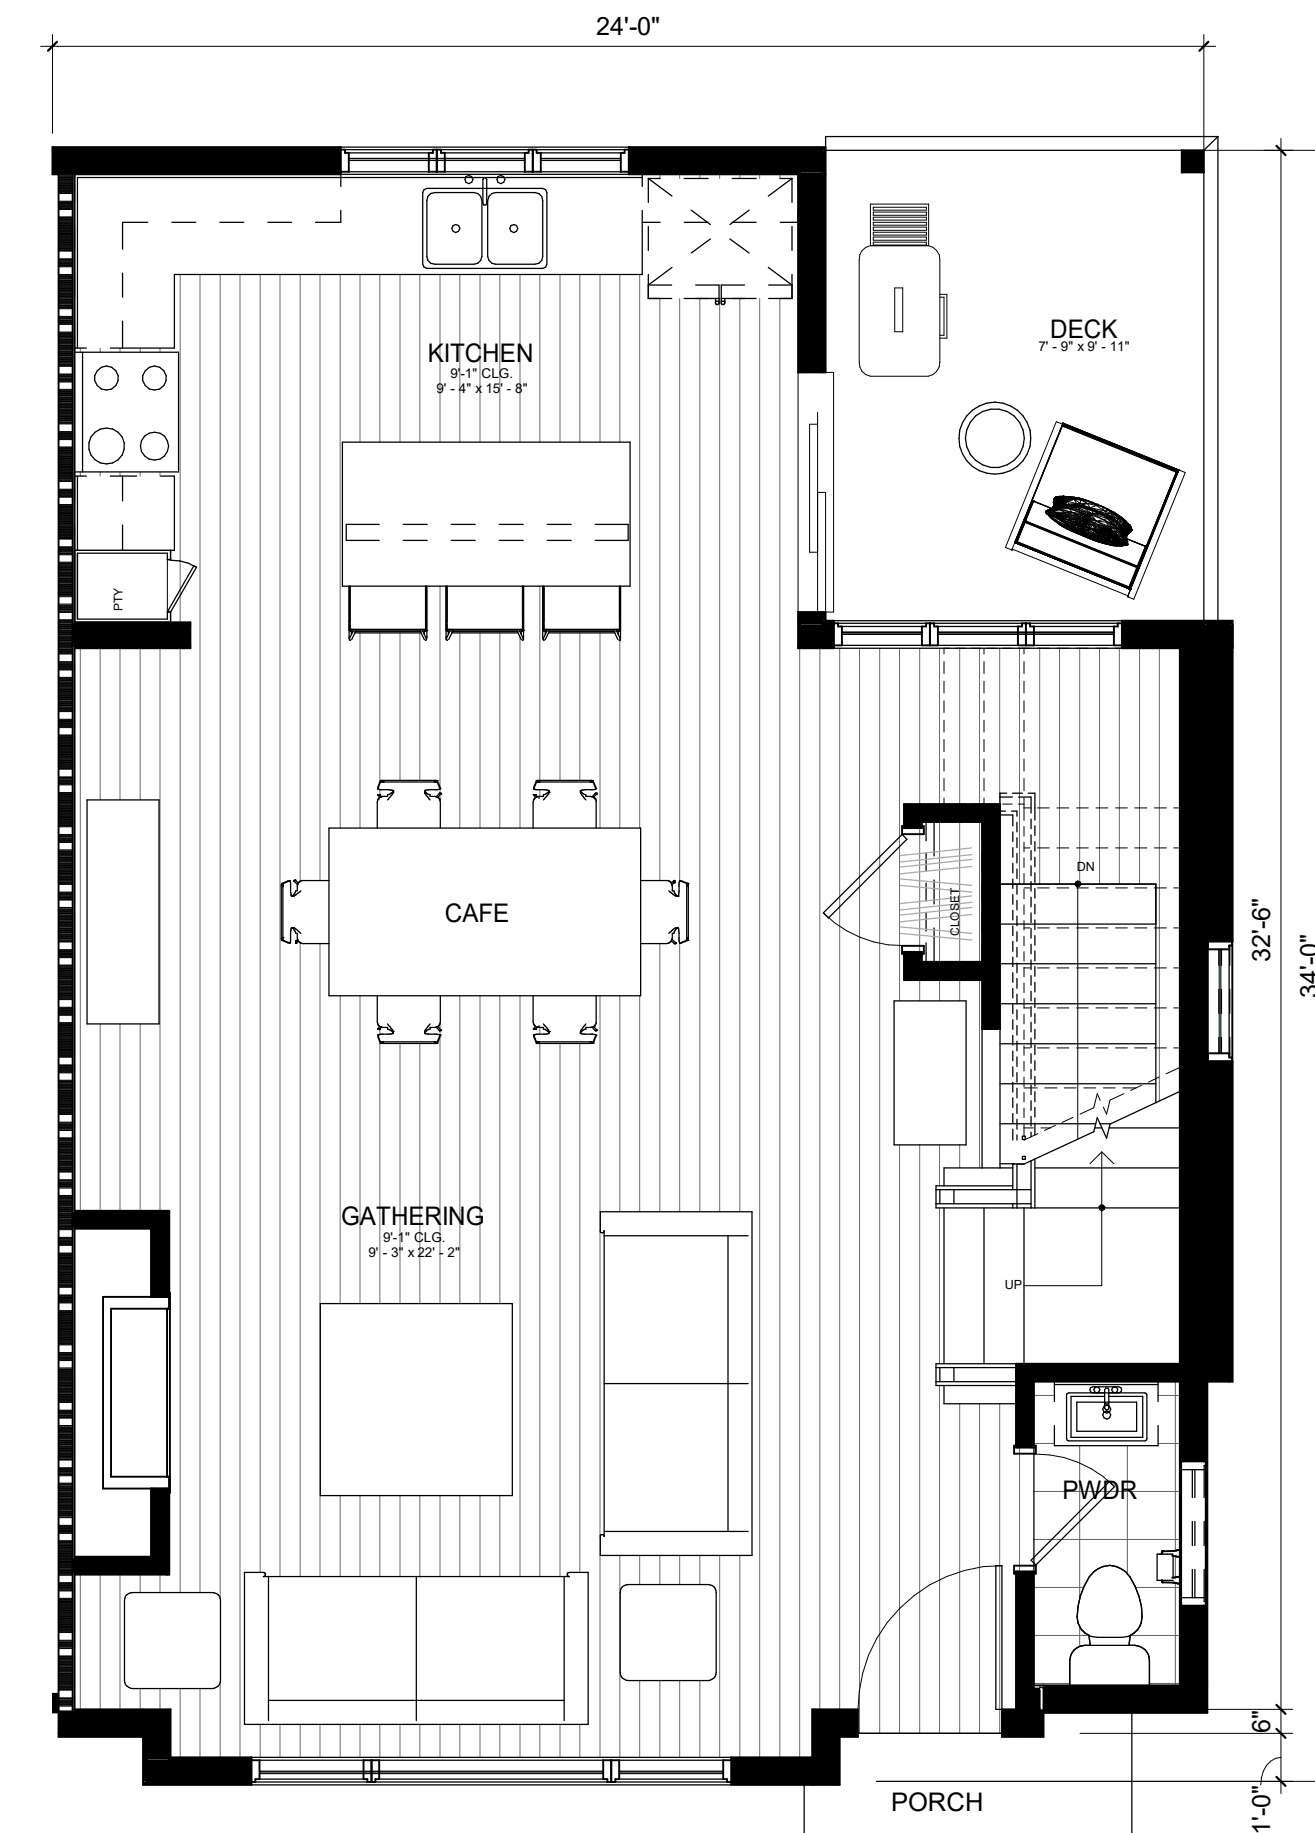 24'-0"
DECK
7' - 9" x 9' - 11"
KITCHEN
9'-1" CLG.
9' - 4" x 15' - 8"
PTY
DN
CLOSET
CAFE
32'-6"
34'-0"
GATHERING
9'-1" CLG.
9' - 3" x 22' - 2"
UP
PWDR
6"
1'-0"
PORCH